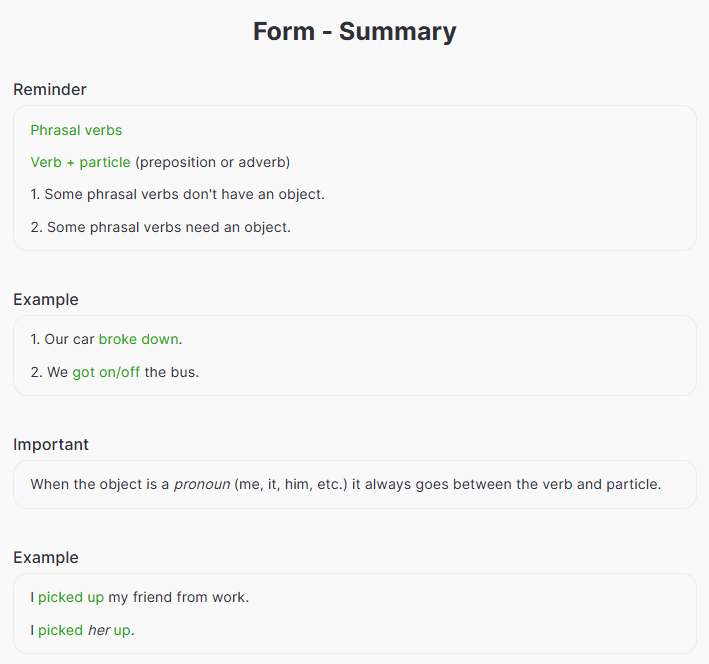 Form - Summary
Reminder
Phrasal verbs
Verb + particle (preposition or adverb)
1. Some phrasal verbs don't have an object.
2. Some phrasal verbs need an object.
Example
1. Our car broke down.
2. We got on/off the bus.
Important
When the object is a pronoun (me, it, him, etc.) it always goes between the verb and particle.
Example
I picked up my friend from work.
I picked her up.